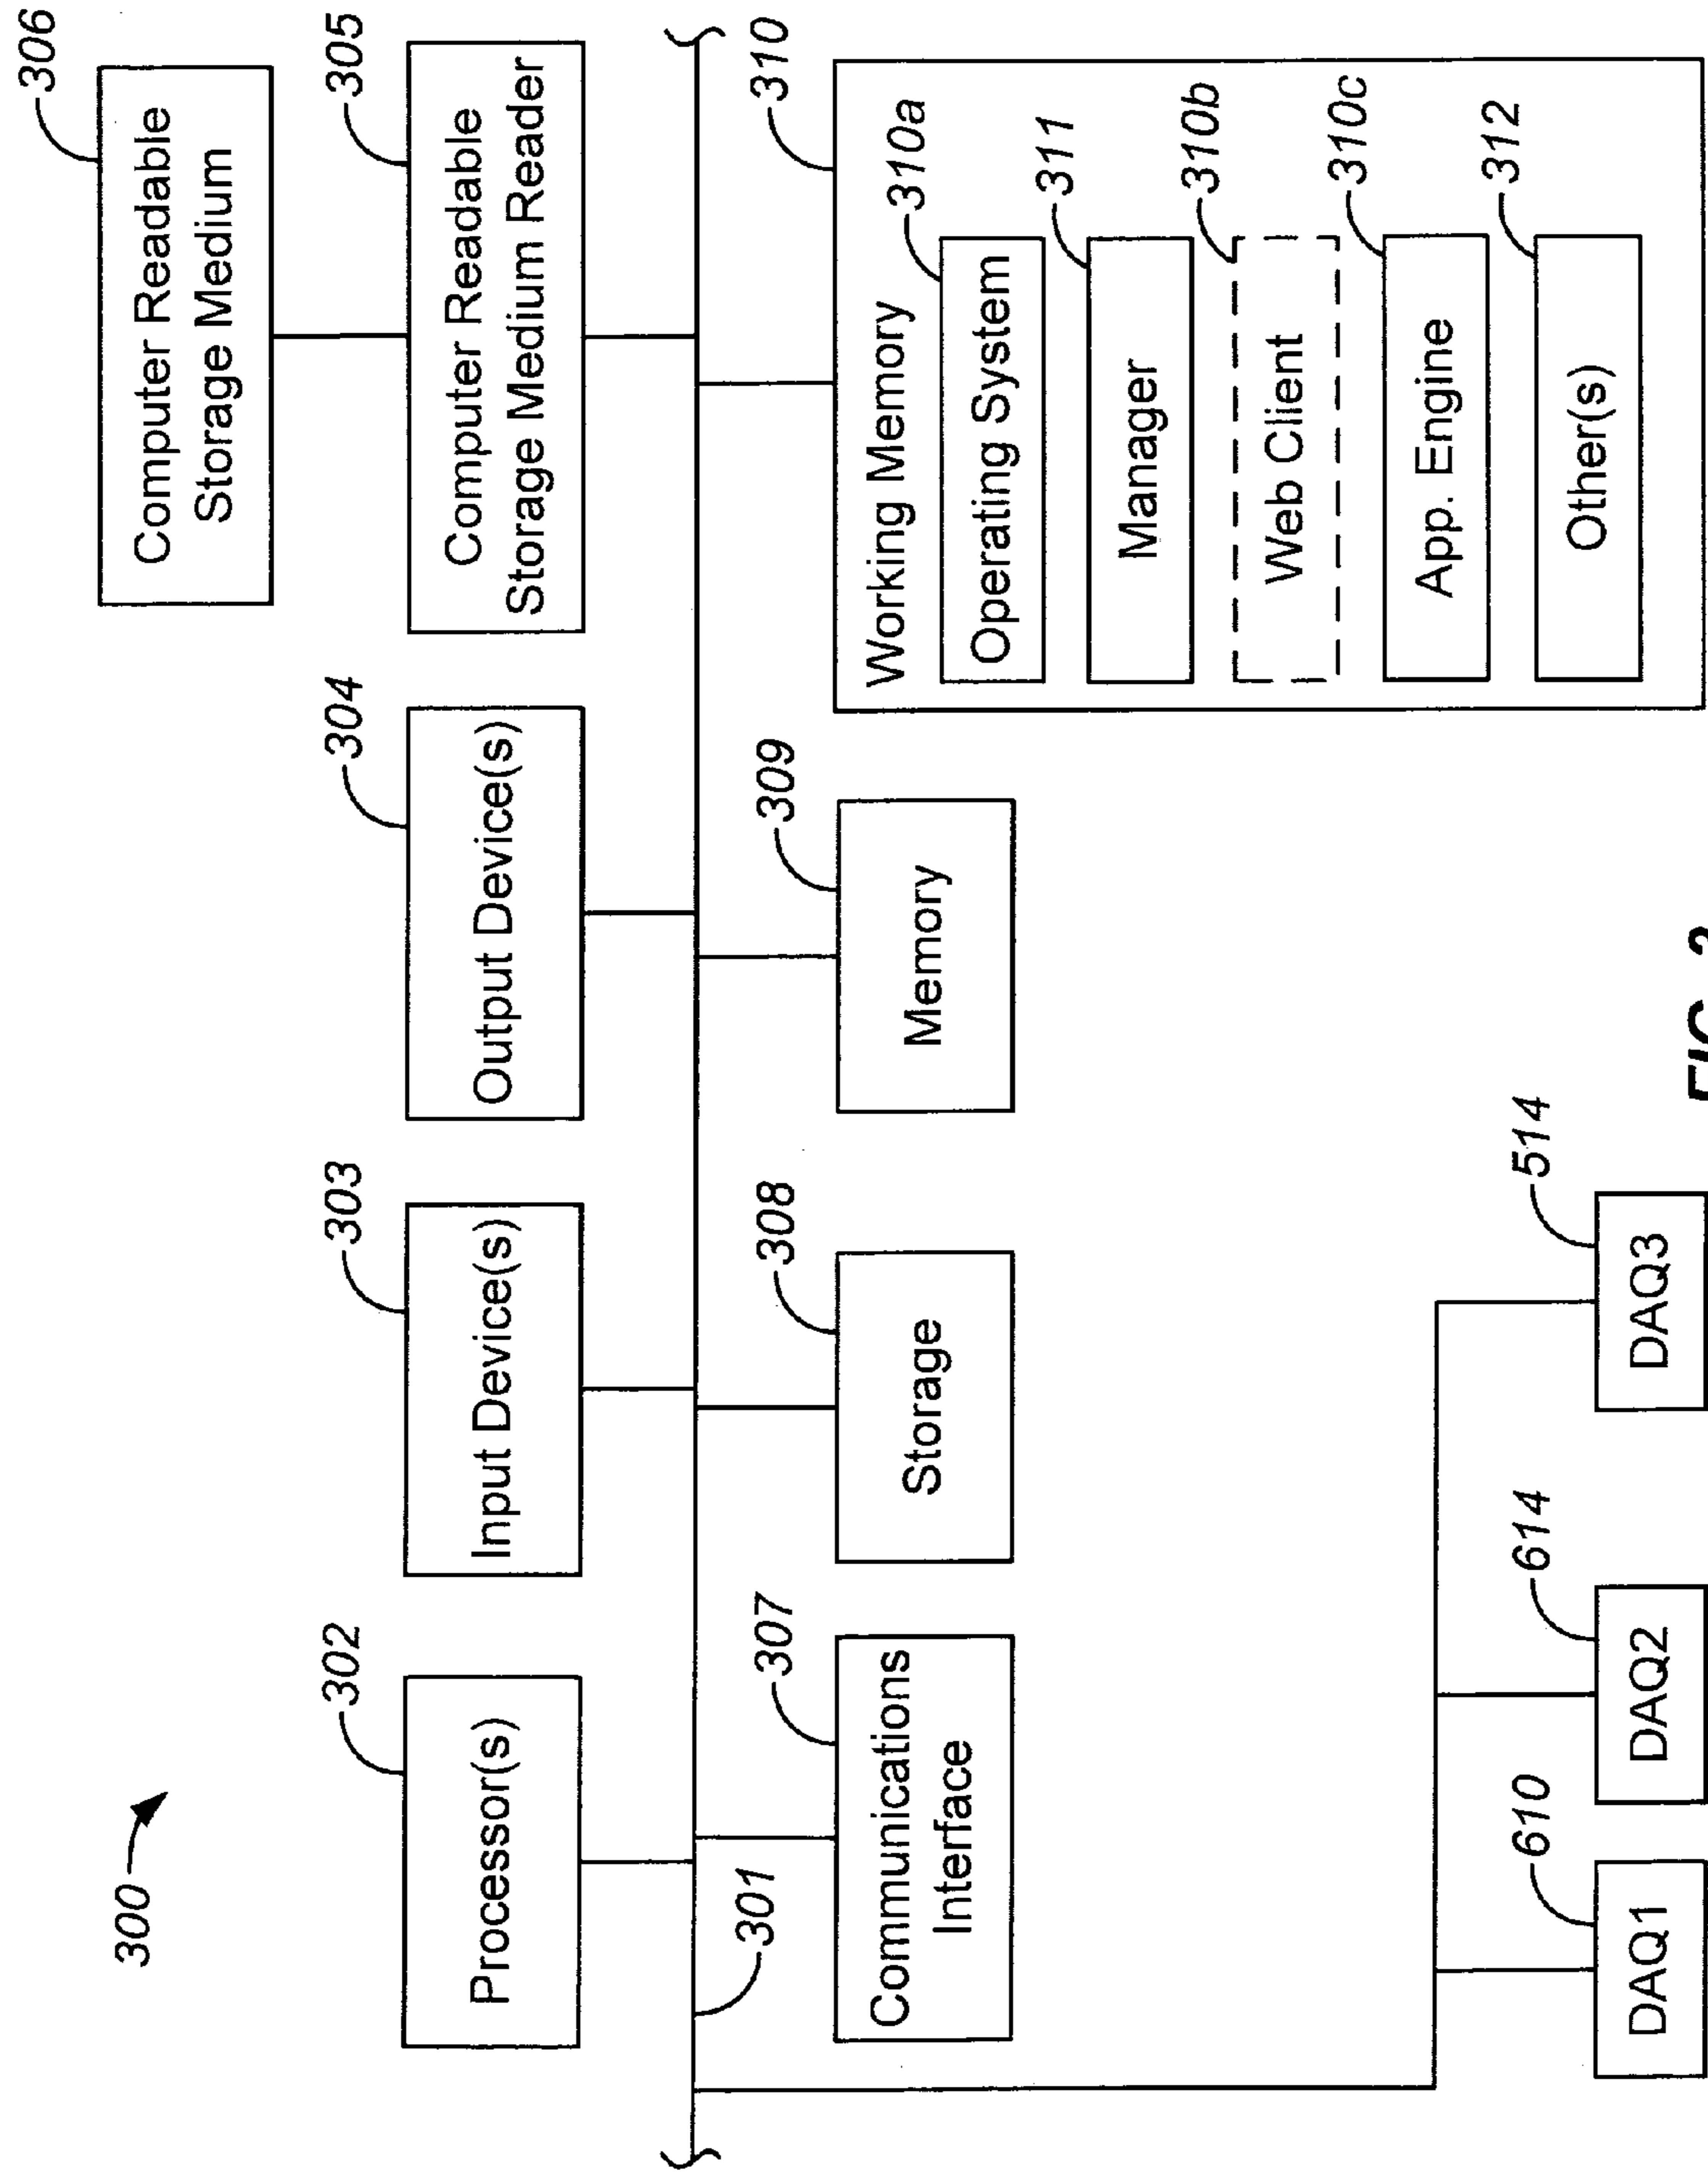 300
306
Computer Readable
Storage Medium
302
Processor(s)
303
Input Device(s)
304
Output Device(s)
305
Computer Readable
Storage Medium Reader
301
307
Communications
Interface
308
Storage
309
Memory
310
Working Memory
310a
Operating System
311
Manager
310b
Web Client
310c
App. Engine
312
Other(s)
610
DAQ1
614
DAQ2
514
DAQ3